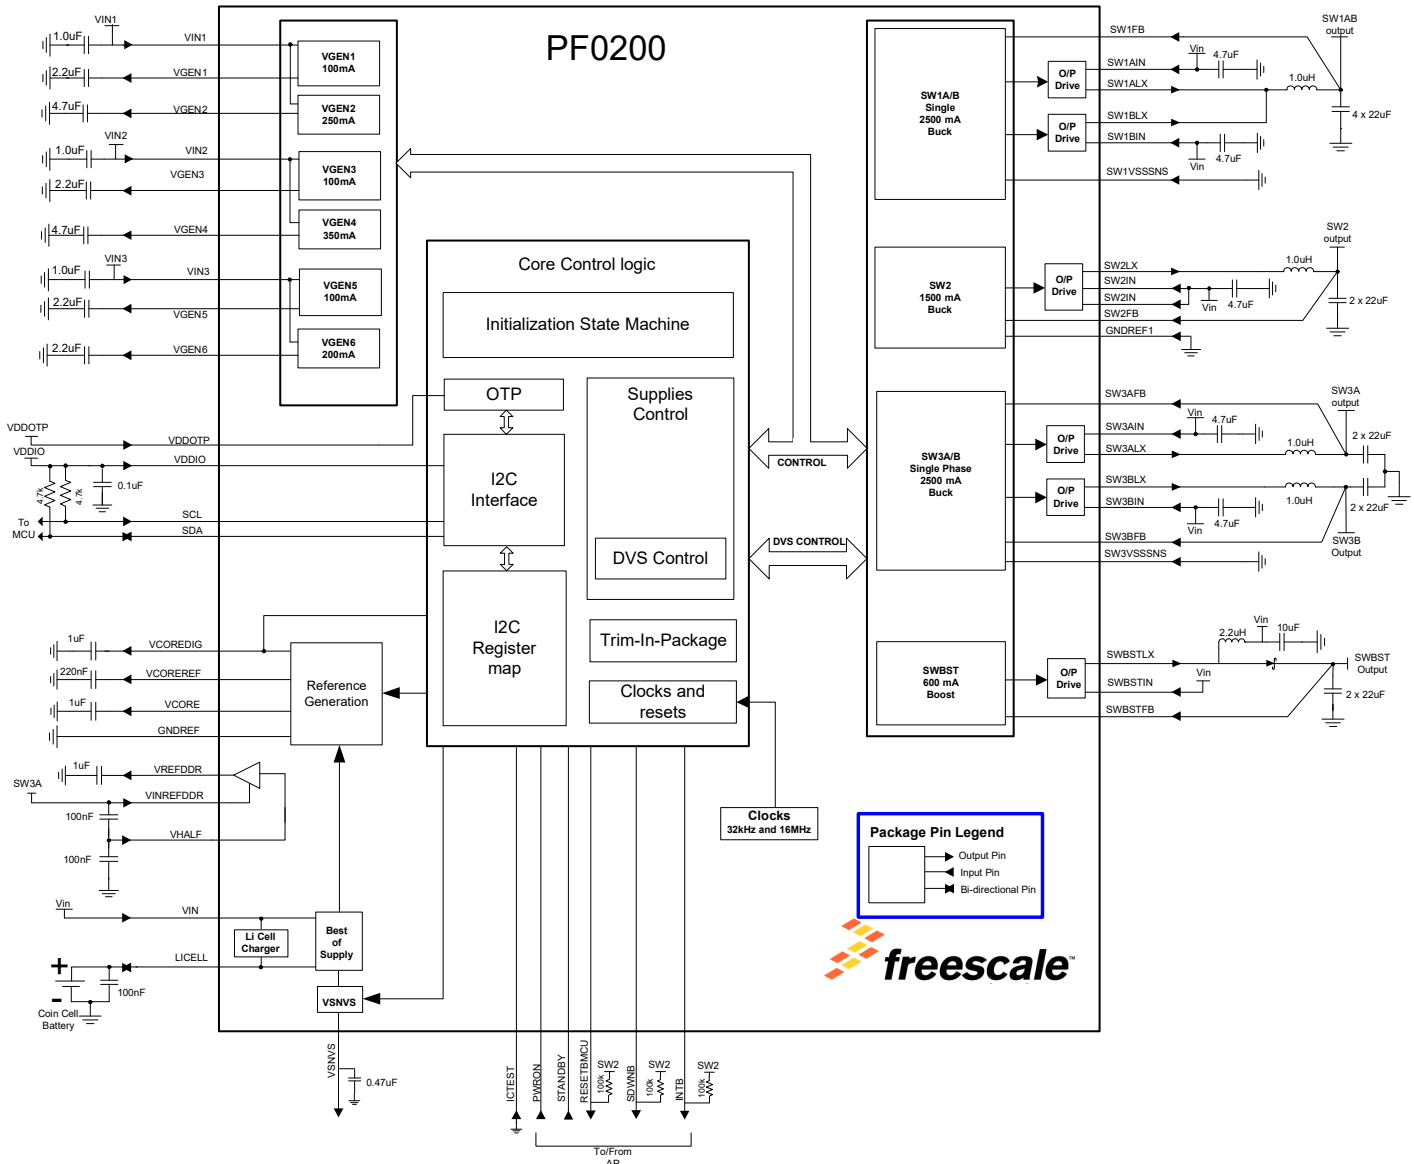 PF0200
VIN1
1.0uF
VIN1
2.2uF
VGEN1
4.7uF
VGEN2
VIN2
1.0uF
VIN2
2.2uF
VGEN3
4.7uF
VGEN4
VIN3
1.0uF
VIN3
2.2uF
VGEN5
2.2uF
VGEN6
VGEN1
100mA
VGEN2
250mA
VGEN3
100mA
VGEN4
350mA
VGEN5
100mA
VGEN6
200mA
VDDOTP
VDDOTP
VDDIO
VDDIO
4.7k
4.7k
0.1uF
To
MCU
SCL
SDA
1uF
VCOREDIG
220nF
VCOREREF
1uF
VCORE
GNDREF
1uF
VREFDDR
SW3A
VINREFDDR
100nF
VHALF
100nF
Vin
VIN
LICELL
+
-
100nF
Coin Cell
Battery
Li Cell
Charger
Best
of
Supply
VSNVS
VSNVS
0.47uF
Reference
Generation
Core Control logic
Initialization State Machine
OTP
I2C
Interface
I2C
Register
map
Supplies
Control
DVS Control
Trim-In-Package
Clocks and
resets
Clocks
32kHz and 16MHz
CONTROL
DVS CONTROL
ICTEST
PWRON
STANDBY
RESETBMCU
100k
SW2
SDWNB
100k
SW2
INTB
100k
SW2
To/From
AP
SW1A/B
Single
2500 mA
Buck
O/P
Drive
O/P
Drive
SW1FB
SW1AIN
SW1ALX
SW1BLX
SW1BIN
SW1VSSSNS
Vin
4.7uF
1.0uH
Vin
4.7uF
SW1AB
output
4 x 22uF
SW2
1500 mA
Buck
O/P
Drive
SW2LX
SW2IN
SW2IN
SW2FB
GNDREF1
Vin
4.7uF
1.0uH
SW2
output
2 x 22uF
SW3A/B
Single Phase
2500 mA
Buck
O/P
Drive
O/P
Drive
SW3AFB
SW3AIN
SW3ALX
SW3BLX
SW3BIN
SW3BFB
SW3VSSSNS
Vin
4.7uF
1.0uH
1.0uH
Vin
4.7uF
SW3A
output
2 x 22uF
2 x 22uF
SW3B
Output
SWBST
600 mA
Boost
O/P
Drive
SWBSTLX
SWBSTIN
SWBSTFB
2.2uH
Vin
10uF
Vin
SWBST
Output
2 x 22uF
Package Pin Legend
Output Pin
Input Pin
Bi-directional Pin
freescale™